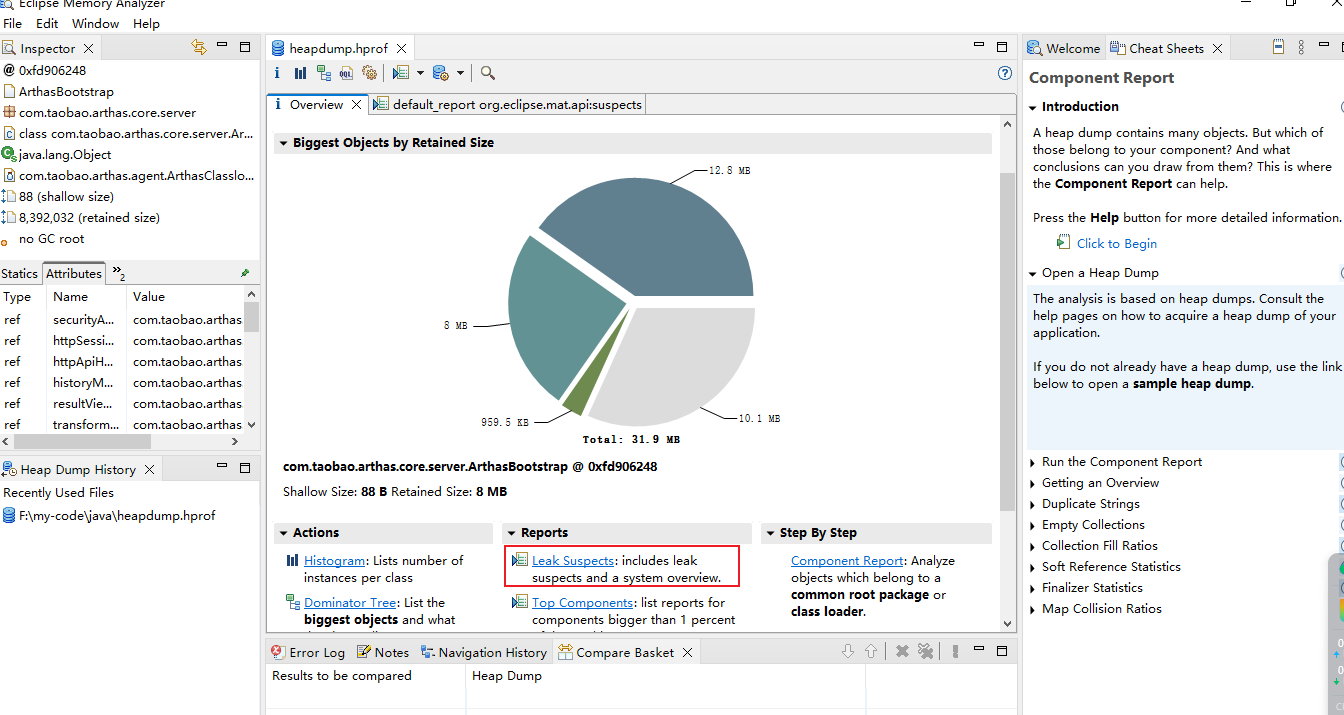 Eclipse Memory Analyzer
File Edit Window Help
Inspector
@ 0xfd906248
ArthasBootstrap
com.taobao.arthas.core.server
class com.taobao.arthas.core.server.Ar...
java.lang.Object
com.taobao.arthas.agent.ArthasClasslo...
88 (shallow size)
8,392,032 (retained size)
no GC root
Statics Attributes »2
Type Name Value
ref securityA... com.taobao.arthas
ref httpSessi... com.taobao.arthas
ref httpApiH... com.taobao.arthas
ref historyM... com.taobao.arthas
ref resultVie... com.taobao.arthas
ref transform... com.taobao.arthas
Heap Dump History
Recently Used Files
F:\my-code\java\heapdump.hprof
heapdump.hprof
i OQL
i Overview default_report org.eclipse.mat.api:suspects
Biggest Objects by Retained Size
12.8 MB
8 MB
959.5 KB
10.1 MB
Total: 31.9 MB
com.taobao.arthas.core.server.ArthasBootstrap @ 0xfd906248
Shallow Size: 88 B Retained Size: 8 MB
Actions
Histogram: Lists number of
instances per class
Dominator Tree: List the
biggest objects and what
Reports
Leak Suspects: includes leak
suspects and a system overview.
Top Components: list reports for
components bigger than 1 percent
Step By Step
Component Report: Analyze
objects which belong to a
common root package or
class loader.
Error Log Notes Navigation History Compare Basket
Results to be compared Heap Dump
Welcome Cheat Sheets
Component Report
Introduction
A heap dump contains many objects. But which of
those belong to your component? And what
conclusions can you draw from them? This is where
the Component Report can help.
Press the Help button for more detailed information.
Click to Begin
Open a Heap Dump
The analysis is based on heap dumps. Consult the
help pages on how to acquire a heap dump of your
application.
If you do not already have a heap dump, use the link
below to open a sample heap dump.
Run the Component Report
Getting an Overview
Duplicate Strings
Empty Collections
Collection Fill Ratios
Soft Reference Statistics
Finalizer Statistics
Map Collision Ratios